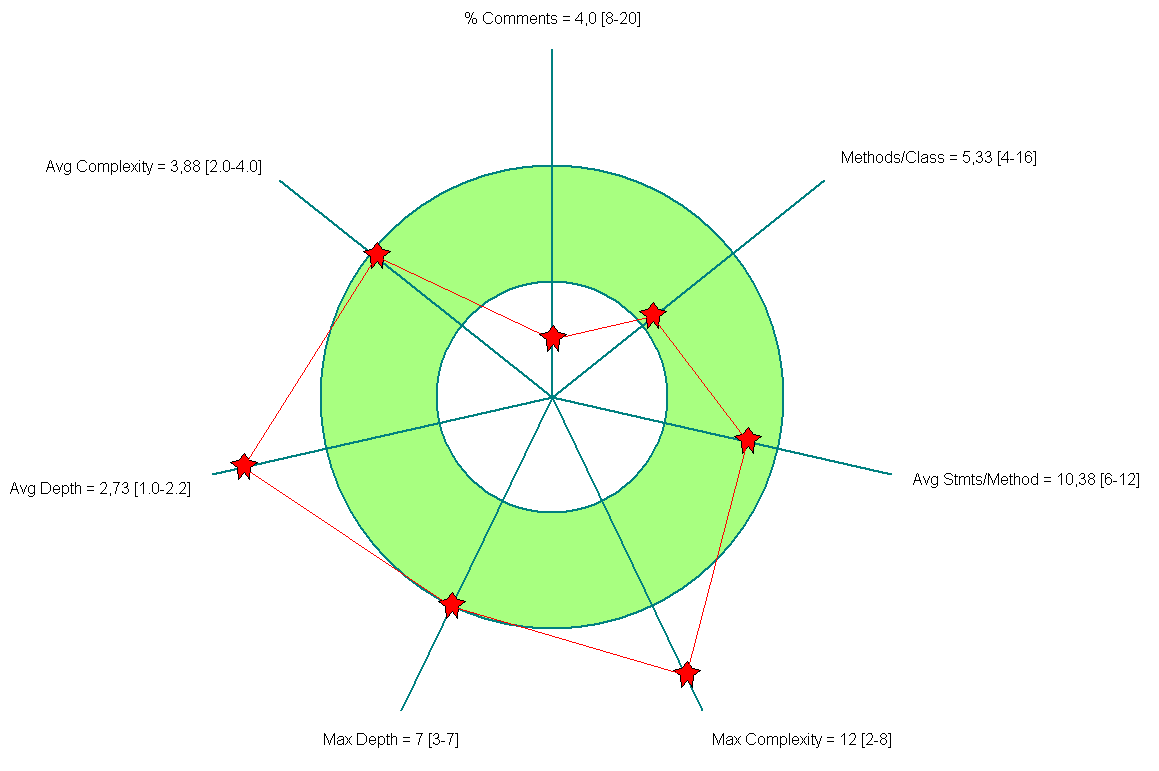 % Comments = 4,0 [8-20]
Methods/Class = 5,33 [4-16]
Avg Complexity = 3,88 [2.0-4.0]
Avg Stmts/Method = 10,38 [6-12]
Avg Depth = 2,73 [1.0-2.2]
Max Depth = 7 [3-7]
Max Complexity = 12 [2-8]